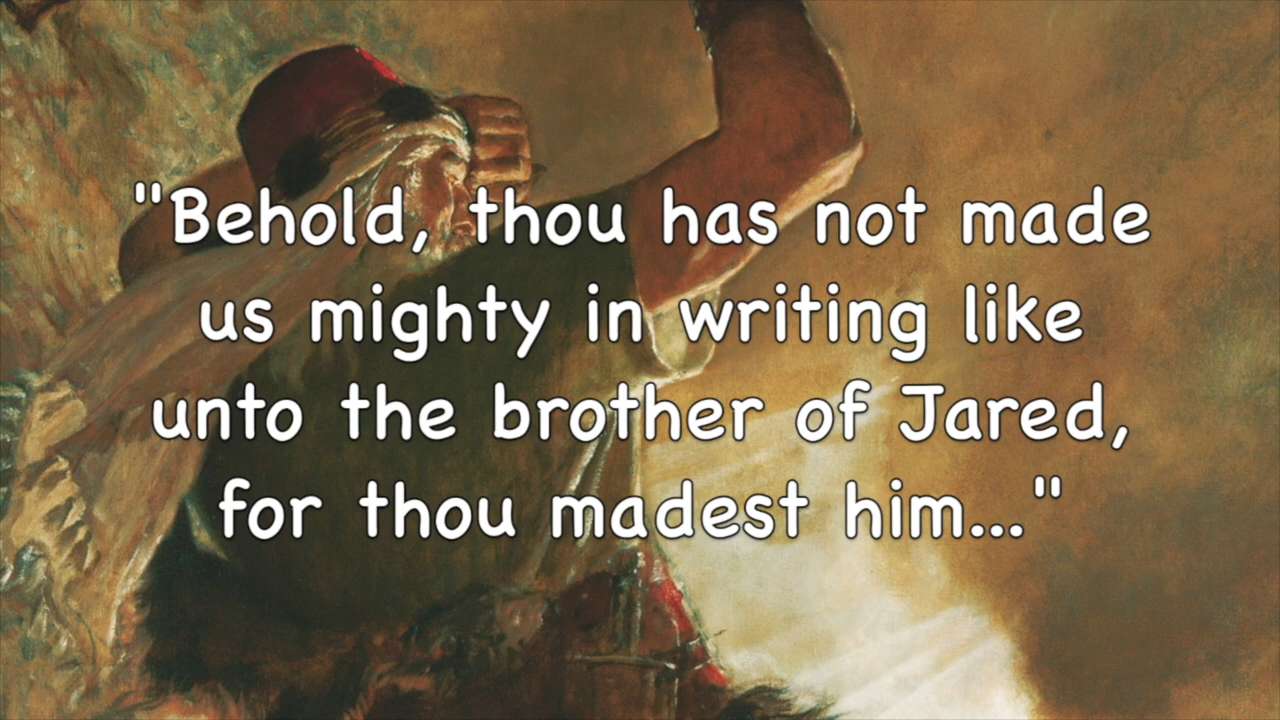 "Behold, thou has not made
us mighty in writing like
unto the brother of Jared,
for thou madest him..."